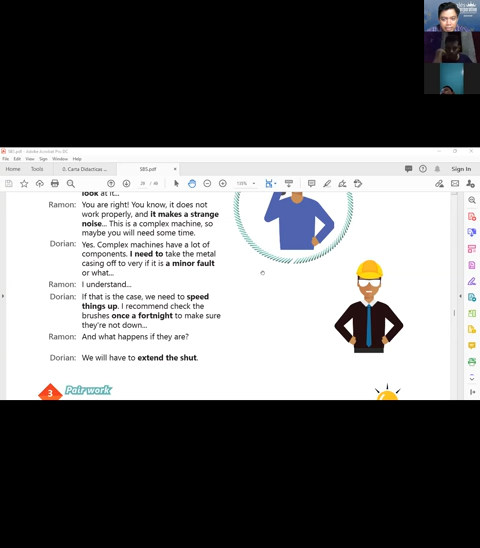 SB5.pdf - Adobe Acrobat Pro DC
File Edit View Sign Window Help
Home Tools 0. Carta Didacticas ... SB5.pdf × Sign In
28 / 49 135%
look at it...
Ramon: You are right! You know, it does not
work properly, and it makes a strange
noise... This is a complex machine, so
maybe you will need some time.
Dorian: Yes. Complex machines have a lot of
components. I need to take the metal
casing off to very if it is a minor fault
or what...
Ramon: I understand...
Dorian: If that is the case, we need to speed
things up. I recommend check the
brushes once a fortnight to make sure
they're not down...
Ramon: And what happens if they are?
Dorian: We will have to extend the shut.
3 Pair work